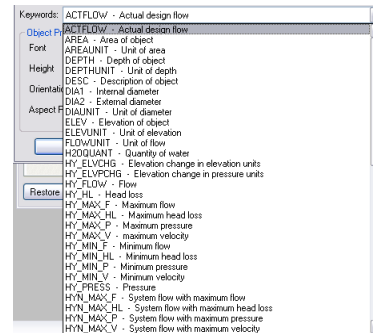 Keywords: ACTFLOW - Actual design flow
ACTFLOW - Actual design flow
AREA - Area of object
AREAUNIT - Unit of area
DEPTH - Depth of object
DEPTHUNIT - Unit of depth
DESC - Description of object
DIA1 - Internal diameter
DIA2 - External diameter
DIAUNIT - Unit of diameter
ELEV - Elevation of object
ELEVUNIT - Unit of elevation
FLOWUNIT - Unit of flow
H2OQUANT - Quantity of water
HY_ELVCHG - Elevation change in elevation units
HY_ELVPCHG - Elevation change in pressure units
HY_FLOW - Flow
HY_HL - Head loss
HY_MAX_F - Maximum flow
HY_MAX_HL - Maximum head loss
HY_MAX_P - Maximum pressure
HY_MAX_V - maximum velocity
HY_MIN_F - Minimum flow
HY_MIN_HL - Minimum head loss
HY_MIN_P - Minimum pressure
HY_MIN_V - Minimum velocity
HY_PRESS - Pressure
HYN_MAX_F - System flow with maximum flow
HYN_MAX_HL - System flow with maximum head loss
HYN_MAX_P - System flow with maximum pressure
HYN_MAX_V - System flow with maximum velocity
Object Pr
Font
Height
Orientatio
Aspect F
Restore